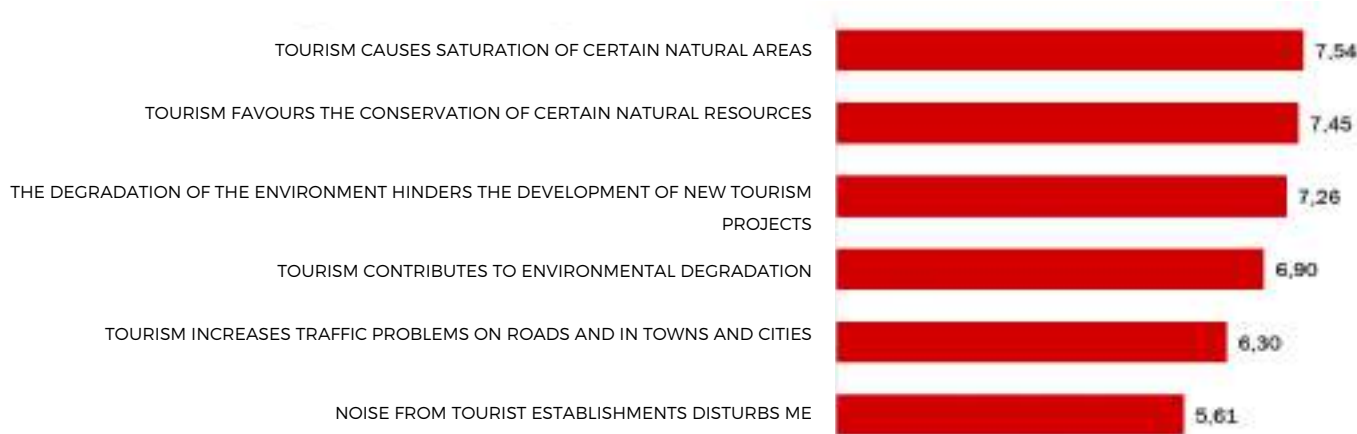 TOURISM CAUSES SATURATION OF CERTAIN NATURAL AREAS
7,54
TOURISM FAVOURS THE CONSERVATION OF CERTAIN NATURAL RESOURCES
7,45
THE DEGRADATION OF THE ENVIRONMENT HINDERS THE DEVELOPMENT OF NEW TOURISM
PROJECTS
7,26
TOURISM CONTRIBUTES TO ENVIRONMENTAL DEGRADATION
6,90
TOURISM INCREASES TRAFFIC PROBLEMS ON ROADS AND IN TOWNS AND CITIES
6,30
NOISE FROM TOURIST ESTABLISHMENTS DISTURBS ME
5,61